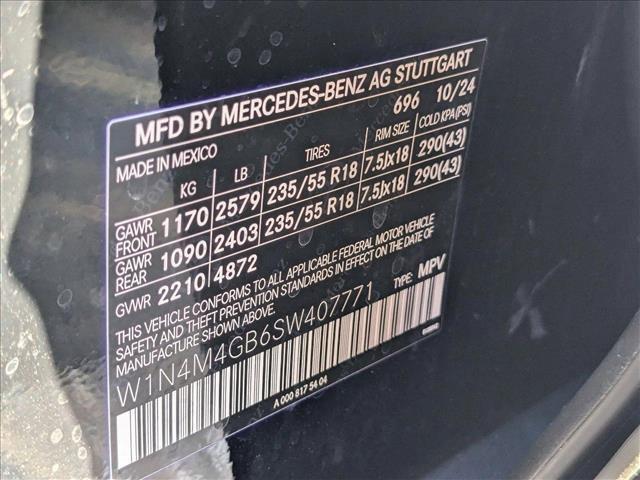 MFD BY MERCEDES-BENZ AG STUTTGART
696 10/24
MADE IN MEXICO
KG LB TIRES RIM SIZE COLD KPA(PSI)
GAWR FRONT 1170 2579 235/55 R18 7.5Jx18 290(43)
GAWR REAR 1090 2403 235/55 R18 7.5Jx18 290(43)
GVWR 2210 4872
THIS VEHICLE CONFORMS TO ALL APPLICABLE FEDERAL MOTOR VEHICLE
SAFETY AND THEFT PREVENTION STANDARDS IN EFFECT ON THE DATE OF
MANUFACTURE SHOWN ABOVE.
W1N4M4GB6SW407771 TYPE: MPV
A 000 817 54 04